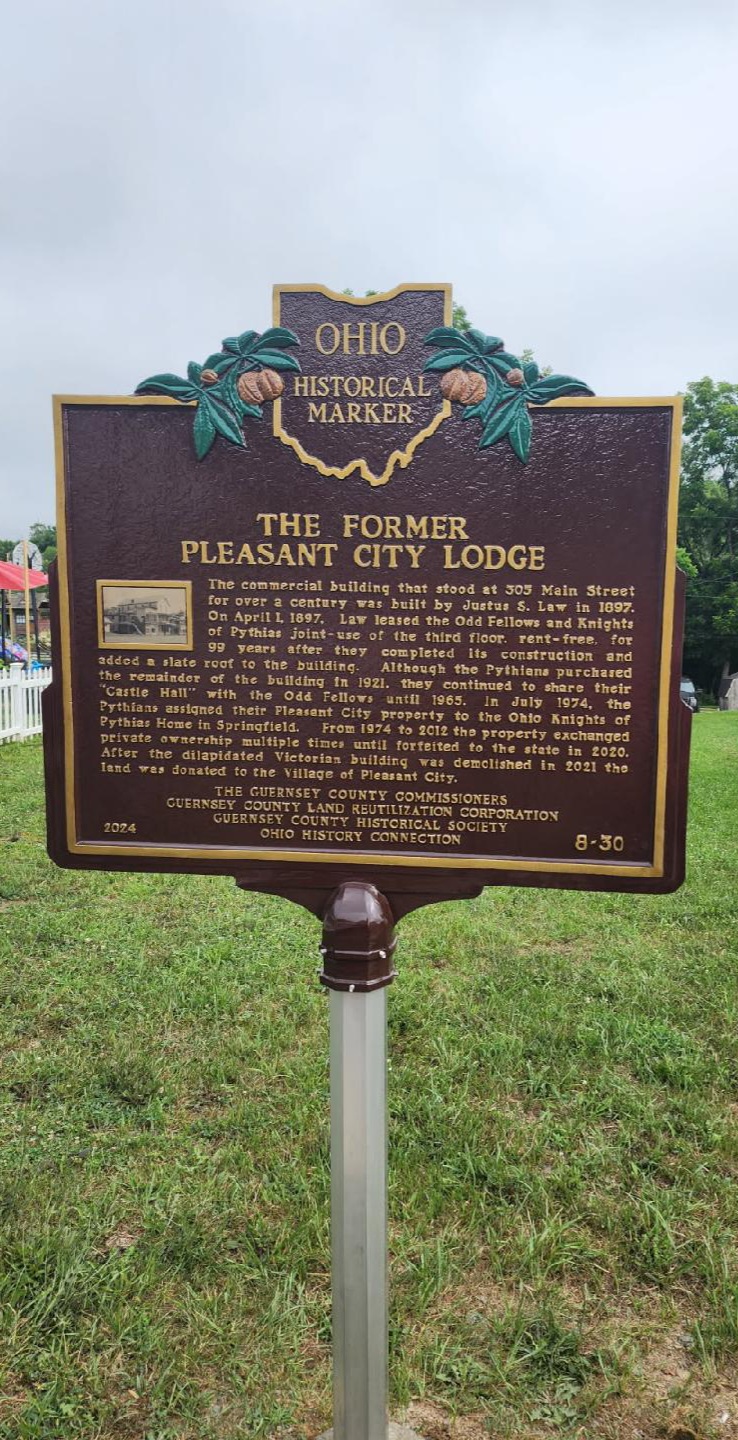 OHIO
HISTORICAL
MARKER
THE FORMER
PLEASANT CITY LODGE
The commercial building that stood at 305 Main Street
for over a century was built by Justus S. Law in 1897.
On April 1, 1897, Law leased the Odd Fellows and Knights
of Pythias joint-use of the third floor, rent-free, for
99 years after they completed its construction and
added a slate roof to the building. Although the Pythians purchased
the remainder of the building in 1921, they continued to share their
"Castle Hall" with the Odd Fellows until 1965. In July 1974, the
Pythians assigned their Pleasant City property to the Ohio Knights of
Pythias Home in Springfield. From 1974 to 2012 the property exchanged
private ownership multiple times until forfeited to the state in 2020.
After the dilapidated Victorian building was demolished in 2021 the
land was donated to the Village of Pleasant City.
THE GUERNSEY COUNTY COMMISSIONERS
GUERNSEY COUNTY LAND REUTILIZATION CORPORATION
GUERNSEY COUNTY HISTORICAL SOCIETY
OHIO HISTORY CONNECTION
2024
8-30